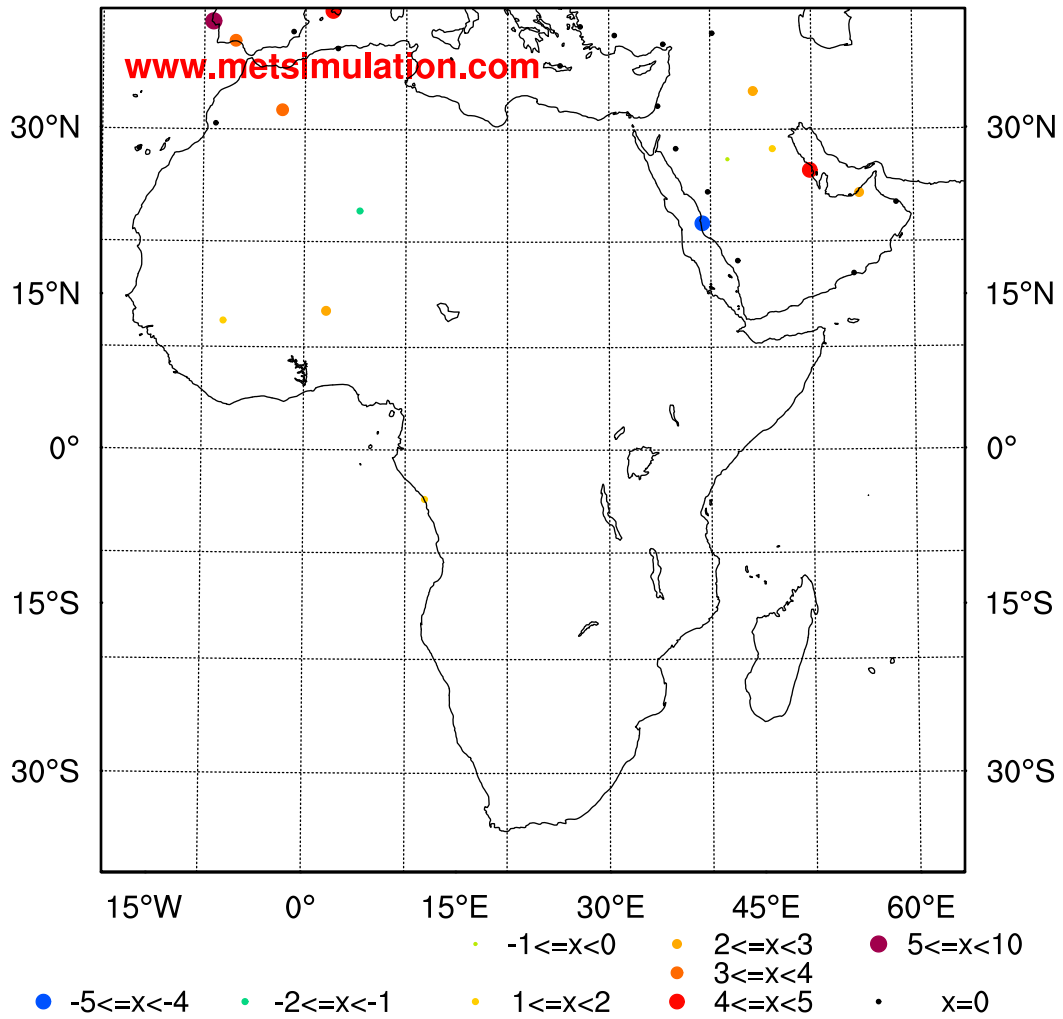 www.metsimulation.com
30°N 30°N
15°N 15°N
0° 0°
15°S 15°S
30°S 30°S
15°W 0° 15°E 30°E 45°E 60°E
-1<=x<0 2<=x<3 5<=x<10
3<=x<4
-5<=x<-4 -2<=x<-1 1<=x<2 4<=x<5 x=0